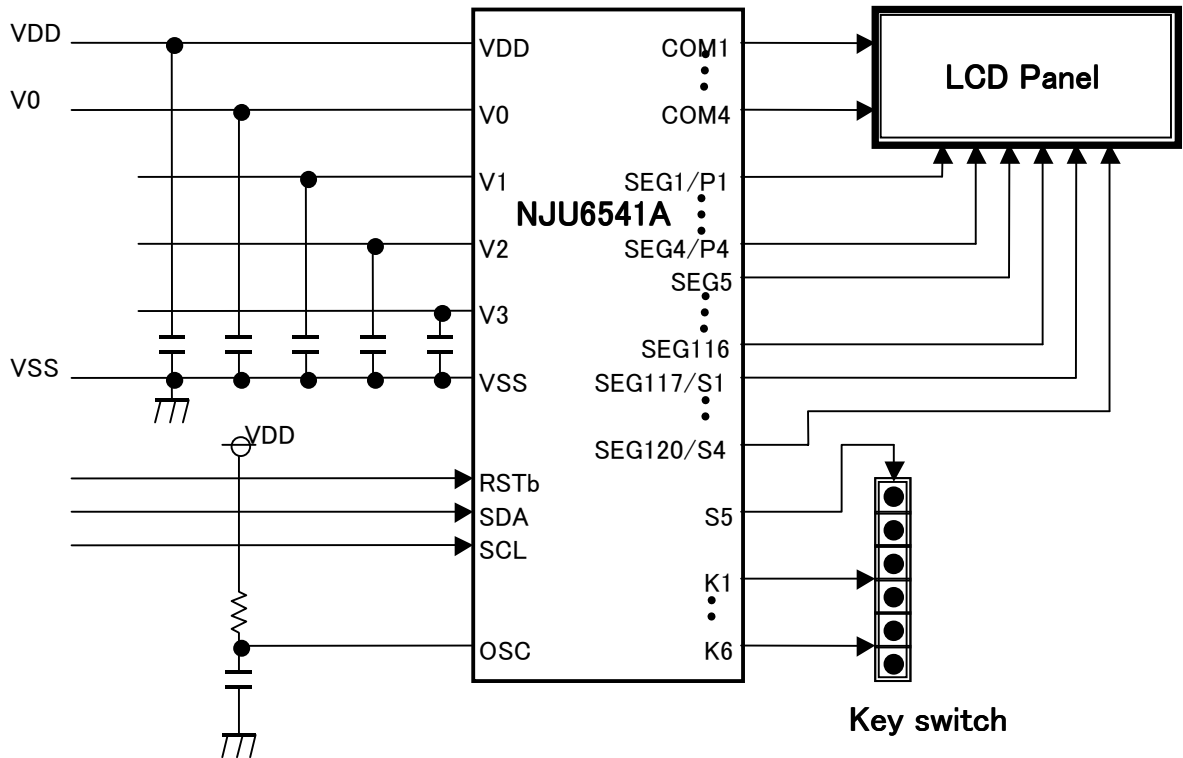 VDD
V0
VSS
VDD
VDD
V0
V1
V2
V3
VSS
RSTb
SDA
SCL
OSC
NJU6541A
COM1
COM4
SEG1/P1
SEG4/P4
SEG5
SEG116
SEG117/S1
SEG120/S4
S5
K1
K6
LCD Panel
Key switch